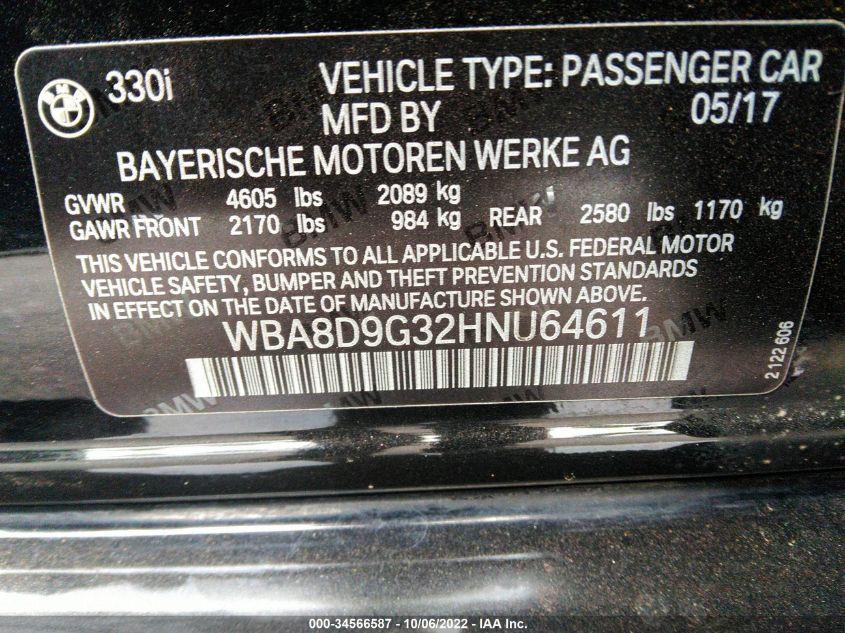 BMW 330i VEHICLE TYPE: PASSENGER CAR
MFD BY 05/17
BAYERISCHE MOTOREN WERKE AG
GVWR 4605 lbs 2089 kg
GAWR FRONT 2170 lbs 984 kg REAR 2580 lbs 1170 kg
THIS VEHICLE CONFORMS TO ALL APPLICABLE U.S. FEDERAL MOTOR
VEHICLE SAFETY, BUMPER AND THEFT PREVENTION STANDARDS
IN EFFECT ON THE DATE OF MANUFACTURE SHOWN ABOVE.
WBA8D9G32HNU64611
2122606
000-34566587 - 10/06/2022 - IAA Inc.